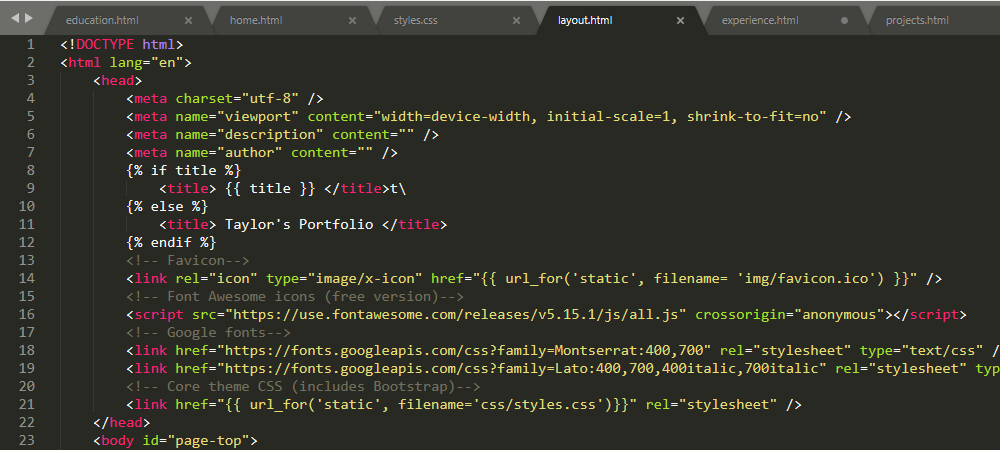 education.html × home.html × styles.css × layout.html × experience.html projects.html
1 <!DOCTYPE html>
2 <html lang="en">
3 <head>
4 <meta charset="utf-8" />
5 <meta name="viewport" content="width=device-width, initial-scale=1, shrink-to-fit=no" />
6 <meta name="description" content="" />
7 <meta name="author" content="" />
8 {% if title %}
9 <title> {{ title }} </title>t\
10 {% else %}
11 <title> Taylor's Portfolio </title>
12 {% endif %}
13 <!-- Favicon-->
14 <link rel="icon" type="image/x-icon" href="{{ url_for('static', filename= 'img/favicon.ico') }}" />
15 <!-- Font Awesome icons (free version)-->
16 <script src="https://use.fontawesome.com/releases/v5.15.1/js/all.js" crossorigin="anonymous"></script>
17 <!-- Google fonts-->
18 <link href="https://fonts.googleapis.com/css?family=Montserrat:400,700" rel="stylesheet" type="text/css" /
19 <link href="https://fonts.googleapis.com/css?family=Lato:400,700,400italic,700italic" rel="stylesheet" typ
20 <!-- Core theme CSS (includes Bootstrap)-->
21 <link href="{{ url_for('static', filename='css/styles.css')}}" rel="stylesheet" />
22 </head>
23 <body id="page-top">